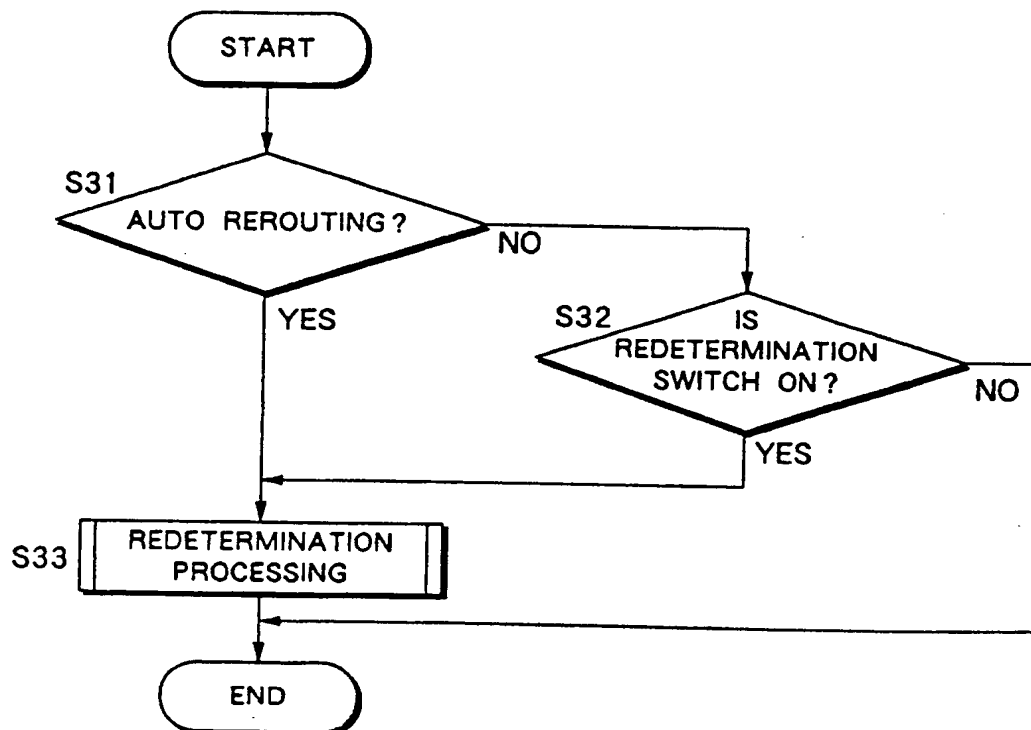 START
S31
AUTO REROUTING?
NO
YES
S32
IS
REDETERMINATION
SWITCH ON?
NO
YES
S33
REDETERMINATION
PROCESSING
END